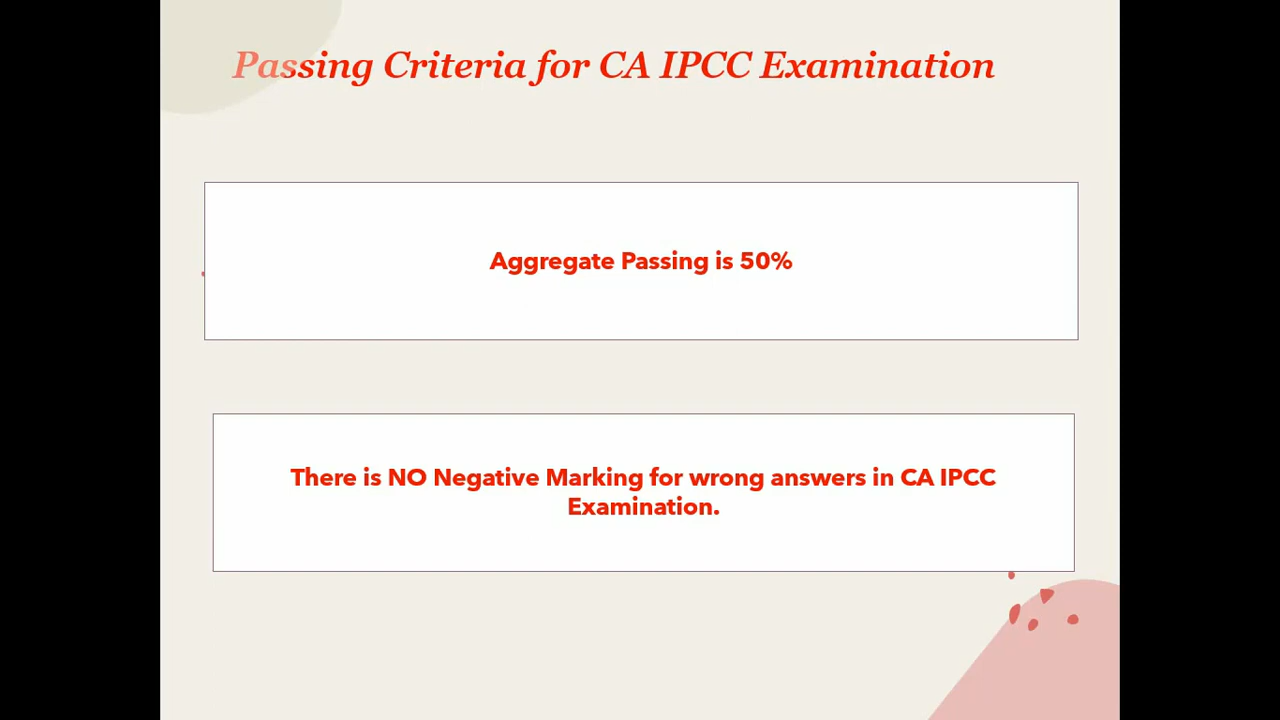 Passing Criteria for CA IPCC Examination
Aggregate Passing is 50%
There is NO Negative Marking for wrong answers in CA IPCC
Examination.